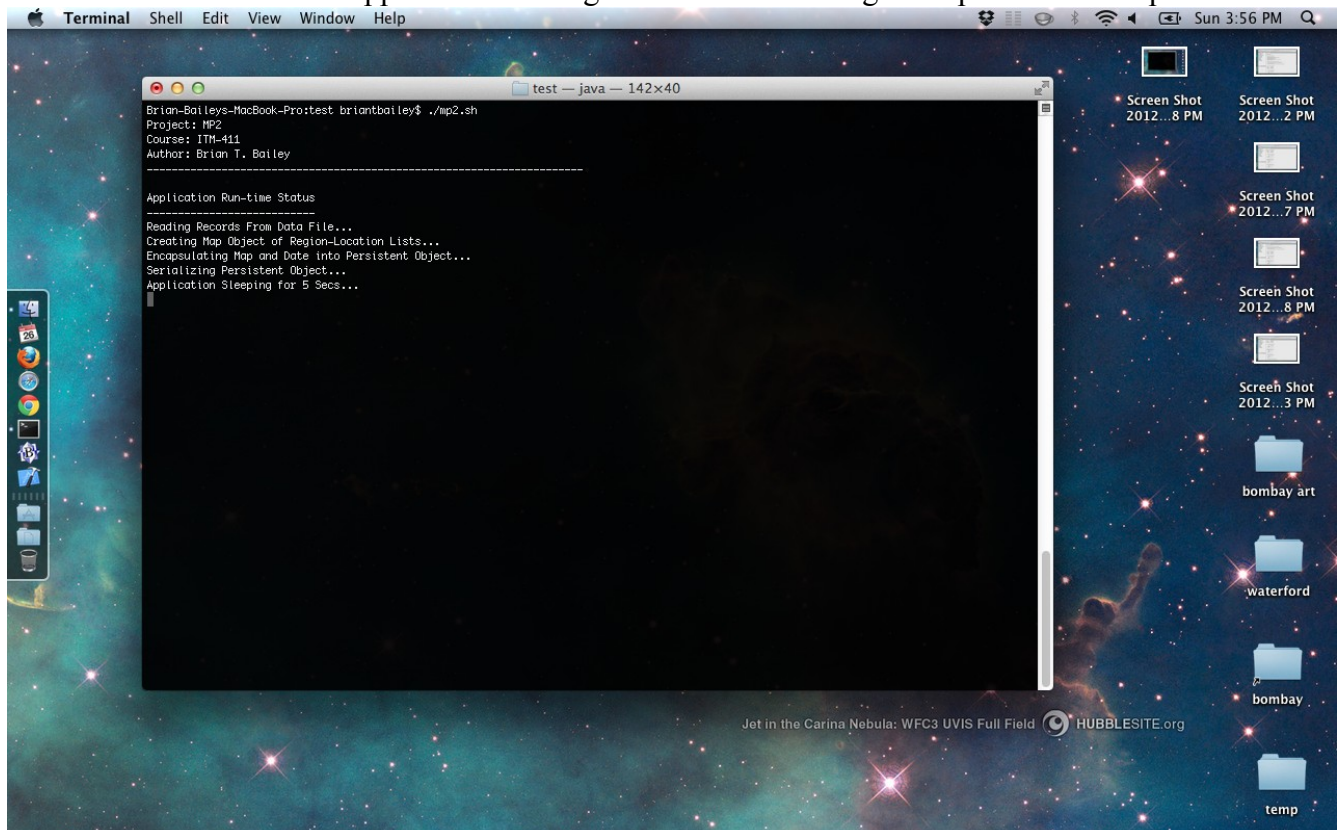 Terminal Shell Edit View Window Help Sun 3:56 PM
test — java — 142×40
Brian-Baileys-MacBook-Pro:test briantbailey$ ./mp2.sh
Project: MP2
Course: ITM-411
Author: Brian T. Bailey
------------------------------------------------------------------------
Application Run-time Status
----------------------------
Reading Records From Data File...
Creating Map Object of Region-Location Lists...
Encapsulating Map and Date into Persistent Object...
Serializing Persistent Object...
Application Sleeping for 5 Secs...
Screen Shot
2012...8 PM
Screen Shot
2012...2 PM
Screen Shot
2012...7 PM
Screen Shot
2012...8 PM
Screen Shot
2012...3 PM
bombay art
waterford
bombay
temp
26
Jet in the Carina Nebula: WFC3 UVIS Full Field HUBBLESITE.org